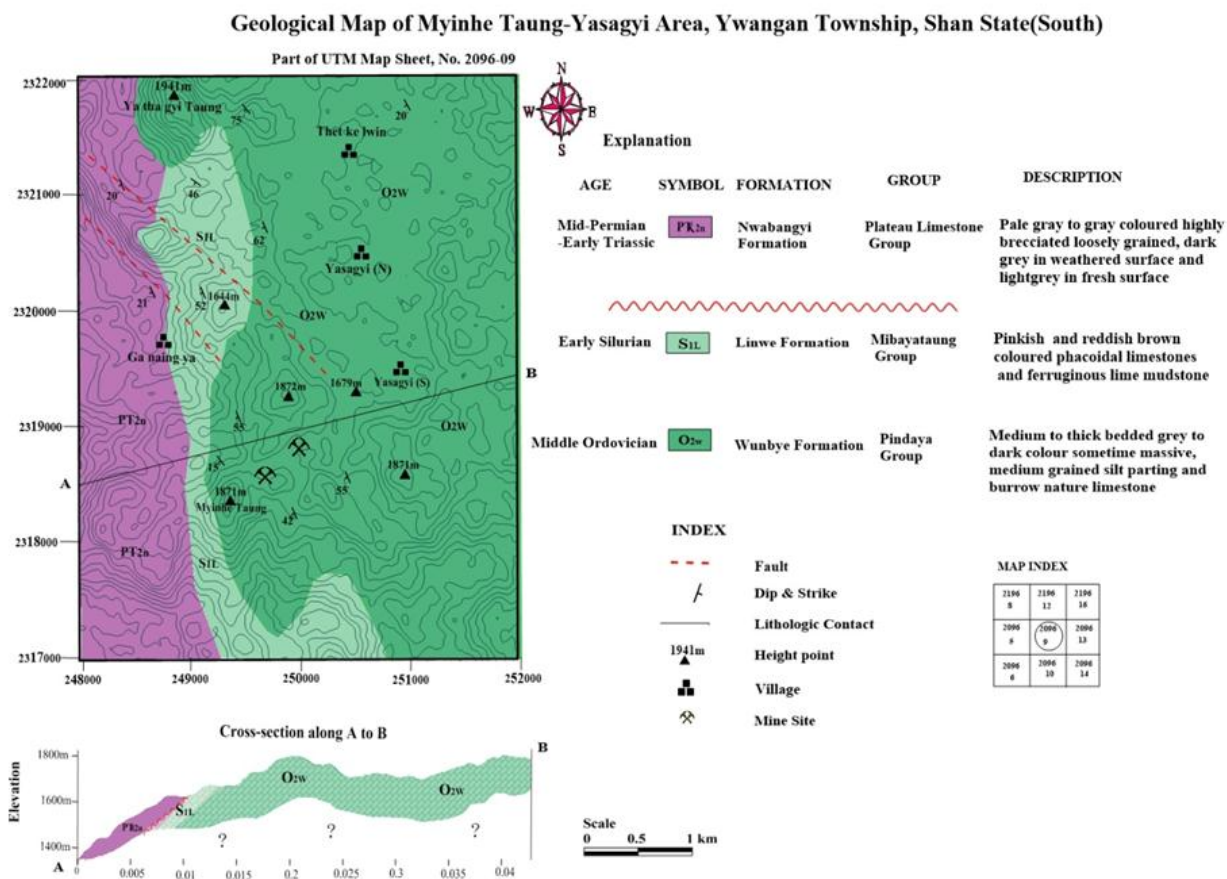 Geological Map of Myinhe Taung-Yasagyi Area, Ywangan Township, Shan State(South)
Part of UTM Map Sheet, No. 2096-09
2322000
2321000
2320000
2319000
2318000
2317000
248000
249000
250000
251000
252000
1941m
Ya tha gyi Taung
75
20
Thet ke lwin
20
46
O2W
S1L
62
Yasagyi (N)
21
52
1644m
O2W
Ga naing ya
Yasagyi (S)
B
1872m
1679m
PT2n
55
O2W
A
15
1871m
55
1871m
Myinhe Taung
42
PT2n
S1L
N
W E
S
Explanation
AGE SYMBOL FORMATION GROUP DESCRIPTION
Mid-Permian
-Early Triassic
Nwabangyi
Formation
Plateau Limestone
Group
Pale gray to gray coloured highly
brecciated loosely grained, dark
grey in weathered surface and
lightgrey in fresh surface
Early Silurian
S1L
Linwe Formation
Mibayataung
Group
Pinkish and reddish brown
coloured phacoidal limestones
and ferruginous lime mudstone
Middle Ordovician
O2w
Wunbye Formation
Pindaya
Group
Medium to thick bedded grey to
dark colour sometime massive,
medium grained silt parting and
burrow nature limestone
INDEX
Fault
Dip & Strike
Lithologic Contact
1941m
Height point
Village
Mine Site
MAP INDEX
2196 2196 2196
8 12 16
2096 2096 2096
5 9 13
2096 2096 2096
6 10 14
Cross-section along A to B
Elevation
1800m
1600m
1400m
A
B
S1L
O2W
O2W
? ? ?
0 0.005 0.01 0.015 0.2 0.025 0.3 0.035 0.04
Scale
0 0.5 1 km